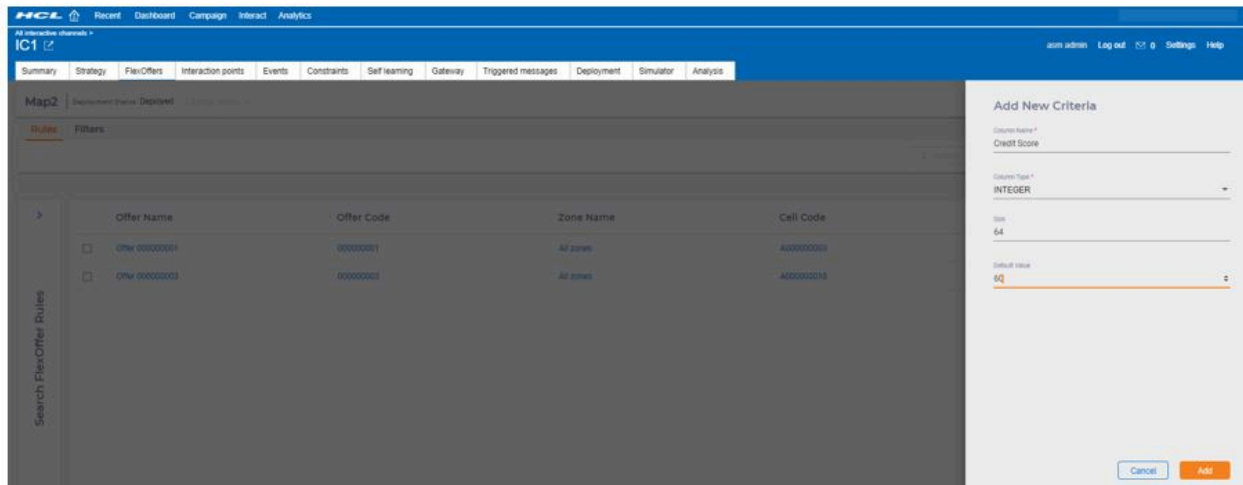 HCL Recent Dashboard Campaign Interact Analytics
All interactive channels >
IC1
asm admin Log out 0 Settings Help
Summary Strategy FlexOffers Interaction points Events Constraints Self learning Gateway Triggered messages Deployment Simulator Analysis
Map2 Deployment Status: Deployed
Rules Filters
Offer Name Offer Code Zone Name Cell Code
Offer 000000001 000000001 All zones A000000003
Offer 000000003 000000003 All zones A000000018
Search FlexOffer Rules
Add New Criteria
Column Name *
Credit Score
Column Type *
INTEGER
Size
64
Default Value
60
Cancel Add